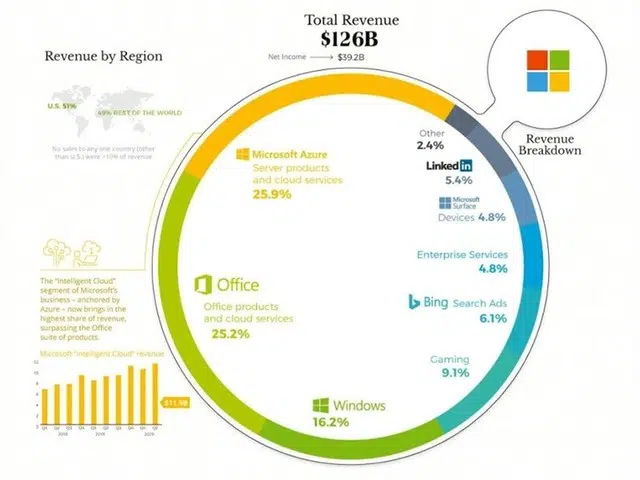 Total Revenue
$126B
Net Income → $39.2B
Revenue by Region
U.S. 51%
49% REST OF THE WORLD
No sales to any one country (other
than U.S.) were >10% of revenue
Revenue
Breakdown
Other
2.4%
Linked in
5.4%
Microsoft
Surface
Devices 4.8%
Enterprise Services
4.8%
Bing Search Ads
6.1%
Gaming
9.1%
Windows
16.2%
Office
Office products
and cloud services
25.2%
Microsoft Azure
Server products
and cloud services
25.9%
The "Intelligent Cloud"
segment of Microsoft's
business – anchored by
Azure – now brings in the
highest share of revenue,
surpassing the Office
suite of products.
Microsoft "Intelligent Cloud" revenue
12
10
8
6
4
2
0
Q1 Q2 Q3 Q4 Q1 Q2 Q3 Q4 Q1 Q2
2018 2019 2020